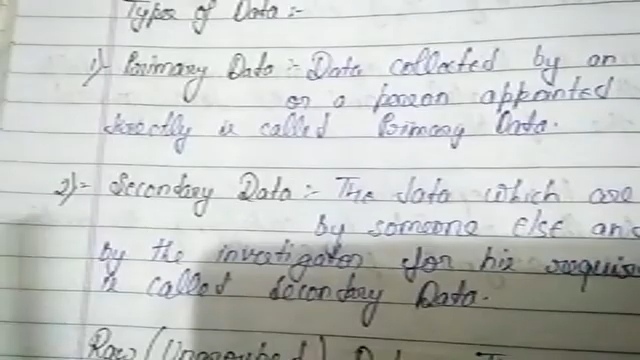 Types of Data :-
1) Primary Data :- Data collected by an
or a person appointed
directly is called Primary Data.
2)- Secondary Data :- The data which are
by someone else and
by the investigator for his
is called Secondary Data.
Raw (Ungrouped)